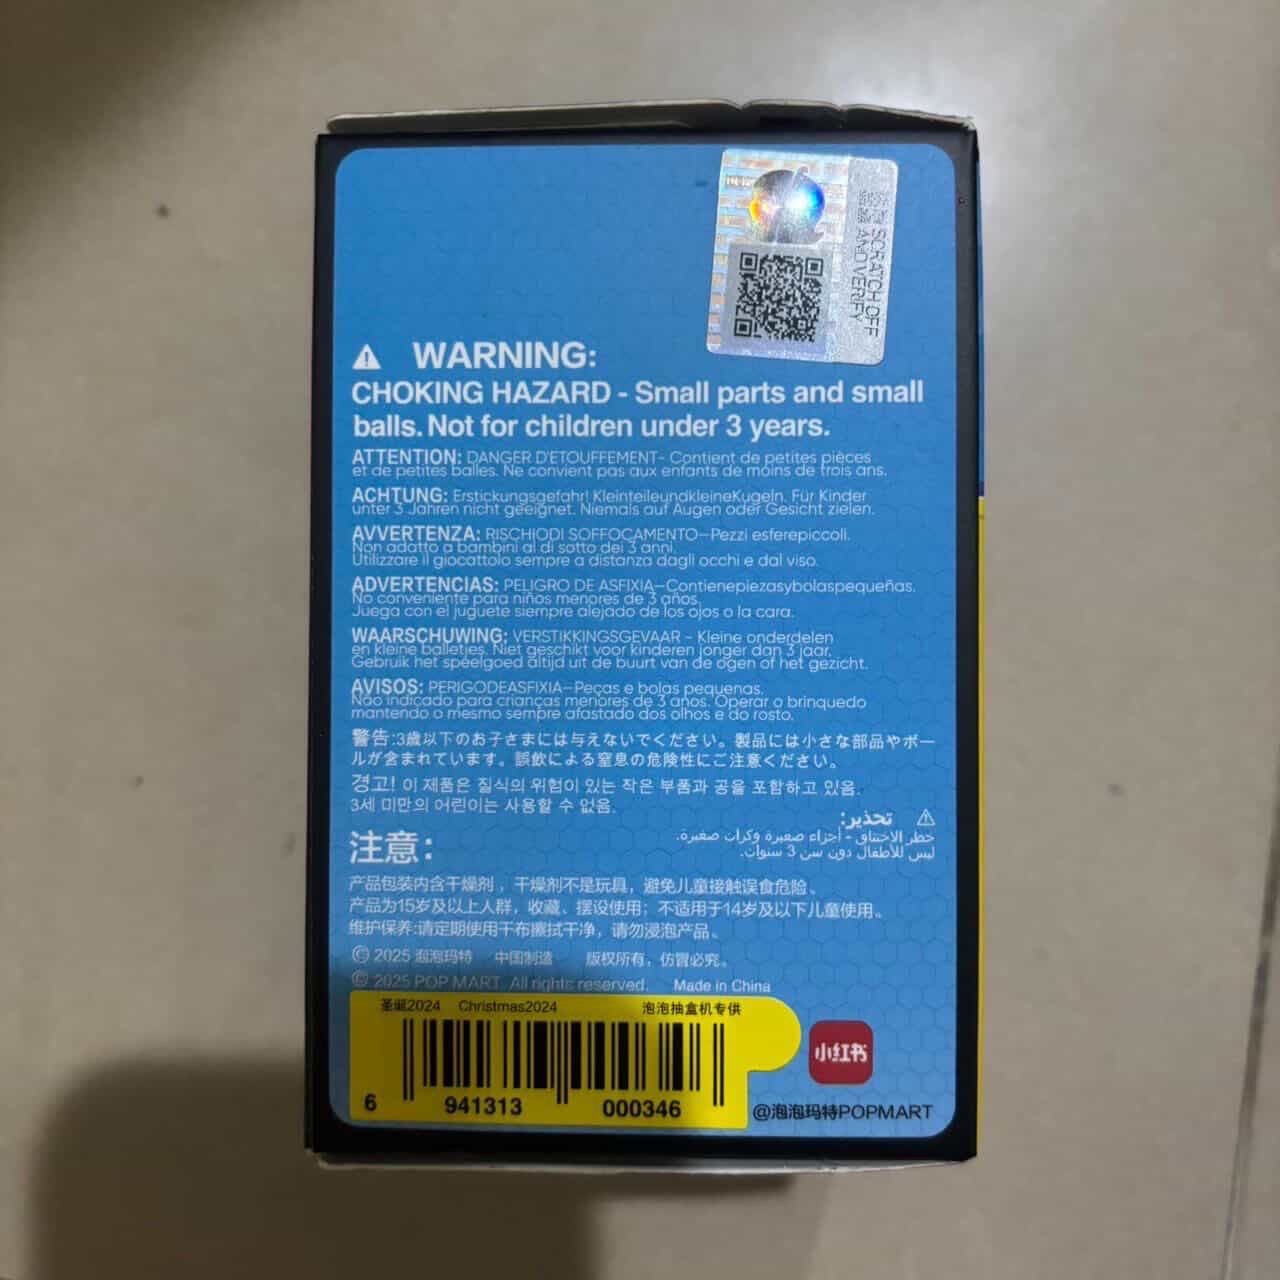 SCRATCH OFF
AND VERIFY
⚠ WARNING:
CHOKING HAZARD - Small parts and small
balls. Not for children under 3 years.
ATTENTION: DANGER D'ETOUFFEMENT- Contient de petites pièces
et de petites balles. Ne convient pas aux enfants de moins de trois ans.
ACHTUNG: Erstickungsgefahr! KleinteileundkleineKugeln. Für Kinder
unter 3 Jahren nicht geeignet. Niemals auf Augen oder Gesicht zielen.
AVVERTENZA: RISCHIODI SOFFOCAMENTO—Pezzi esferepiccoli.
Non adatto a bambini al di sotto dei 3 anni.
Utilizzare il giocattolo sempre a distanza dagli occhi e dal viso.
ADVERTENCIAS: PELIGRO DE ASFIXIA—Contienepiezasybolaspequeñas.
No conveniente para niños menores de 3 años.
Juega con el juguete siempre alejado de los ojos o la cara.
WAARSCHUWING: VERSTIKKINGSGEVAAR - Kleine onderdelen
en kleine balletjes. Niet geschikt voor kinderen jonger dan 3 jaar.
Gebruik het speelgoed altijd uit de buurt van de ogen of het gezicht.
AVISOS: PERIGODEASFIXIA—Peças e bolas pequenas.
Não indicado para crianças menores de 3 anos. Operar o brinquedo
mantendo o mesmo sempre afastado dos olhos e do rosto.
警告:3歳以下のお子さまには与えないでください。製品には小さな部品やボー
ルが含まれています。誤飲による窒息の危険性にご注意ください。
경고! 이 제품은 질식의 위험이 있는 작은 부품과 공을 포함하고 있음.
3세 미만의 어린이는 사용할 수 없음.
⚠ تحذير:
خطر الاختناق - أجزاء صغيرة وكرات صغيرة.
ليس للأطفال دون سن 3 سنوات.
注意：
产品包装内含干燥剂，干燥剂不是玩具，避免儿童接触误食危险。
产品为15岁及以上人群，收藏、摆设使用；不适用于14岁及以下儿童使用。
维护保养:请定期使用干布擦拭干净，请勿浸泡产品。
© 2025 泡泡玛特 中国制造 版权所有，仿冒必究。
© 2025 POP MART. All rights reserved. Made in China
圣诞2024 Christmas2024 泡泡抽盒机专供
6 941313 000346
小红书
@泡泡玛特POPMART